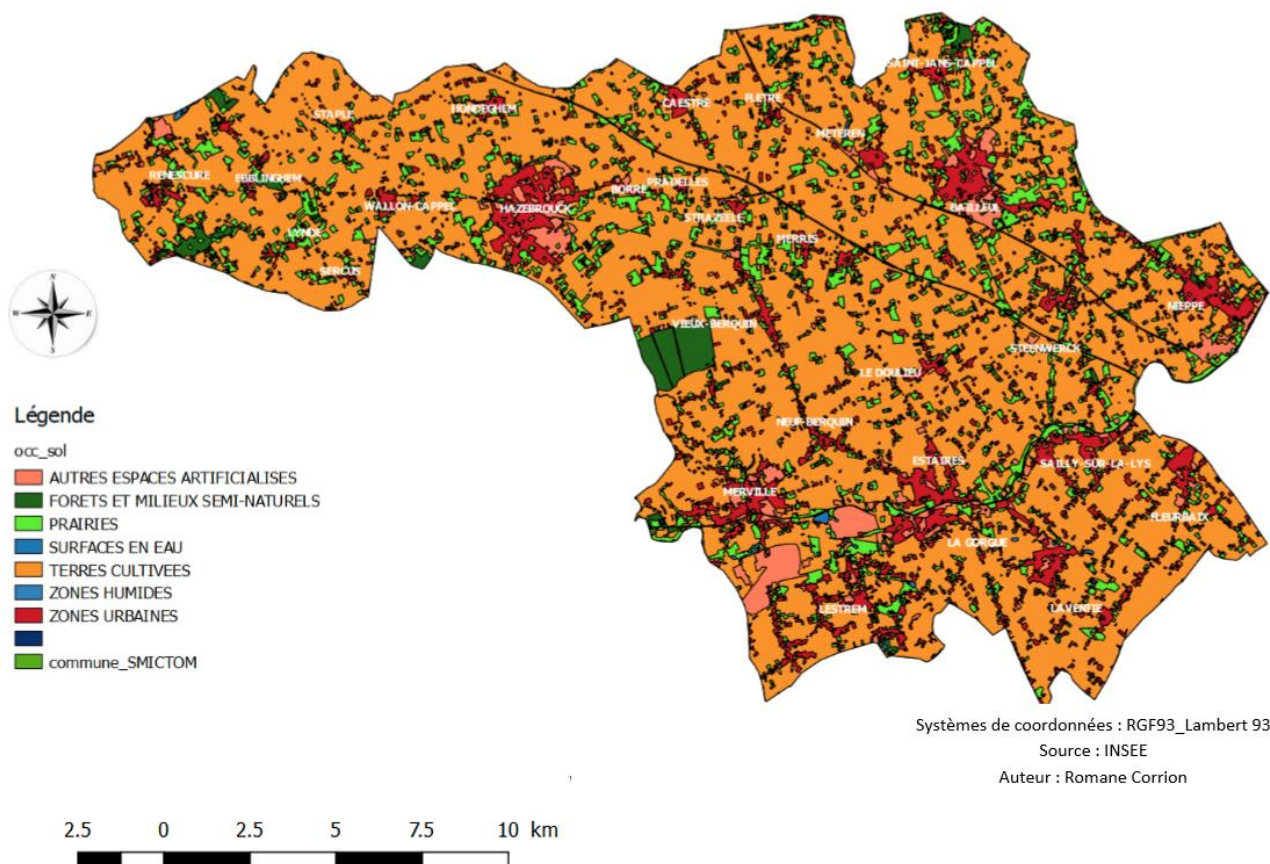 SAINT-JANS-CAPPEL
CAESTRE
FLETRE
HONDEGHEM
STAPLE
METEREN
RENESCURE
EBBLINGHEM
BORRE
PRADELLES
WALLON-CAPPEL
HAZEBROUCK
BAILLEUL
STRAZEELE
LYNDE
MERRIS
SERCUS
N
W
E
S
NIEPPE
VIEUX-BERQUIN
STEENWERCK
LE DOULIEU
Légende
NEUF-BERQUIN
occ_sol
ESTAIRES
SAILLY-SUR-LA-LYS
AUTRES ESPACES ARTIFICIALISES
MERVILLE
FORETS ET MILIEUX SEMI-NATURELS
FLEURBAIX
PRAIRIES
LA GORGUE
SURFACES EN EAU
TERRES CULTIVEES
ZONES HUMIDES
LESTREM
LAVENTIE
ZONES URBAINES
commune_SMICTOM
Systèmes de coordonnées : RGF93_Lambert 93
Source : INSEE
Auteur : Romane Corrion
2.5 0 2.5 5 7.5 10 km